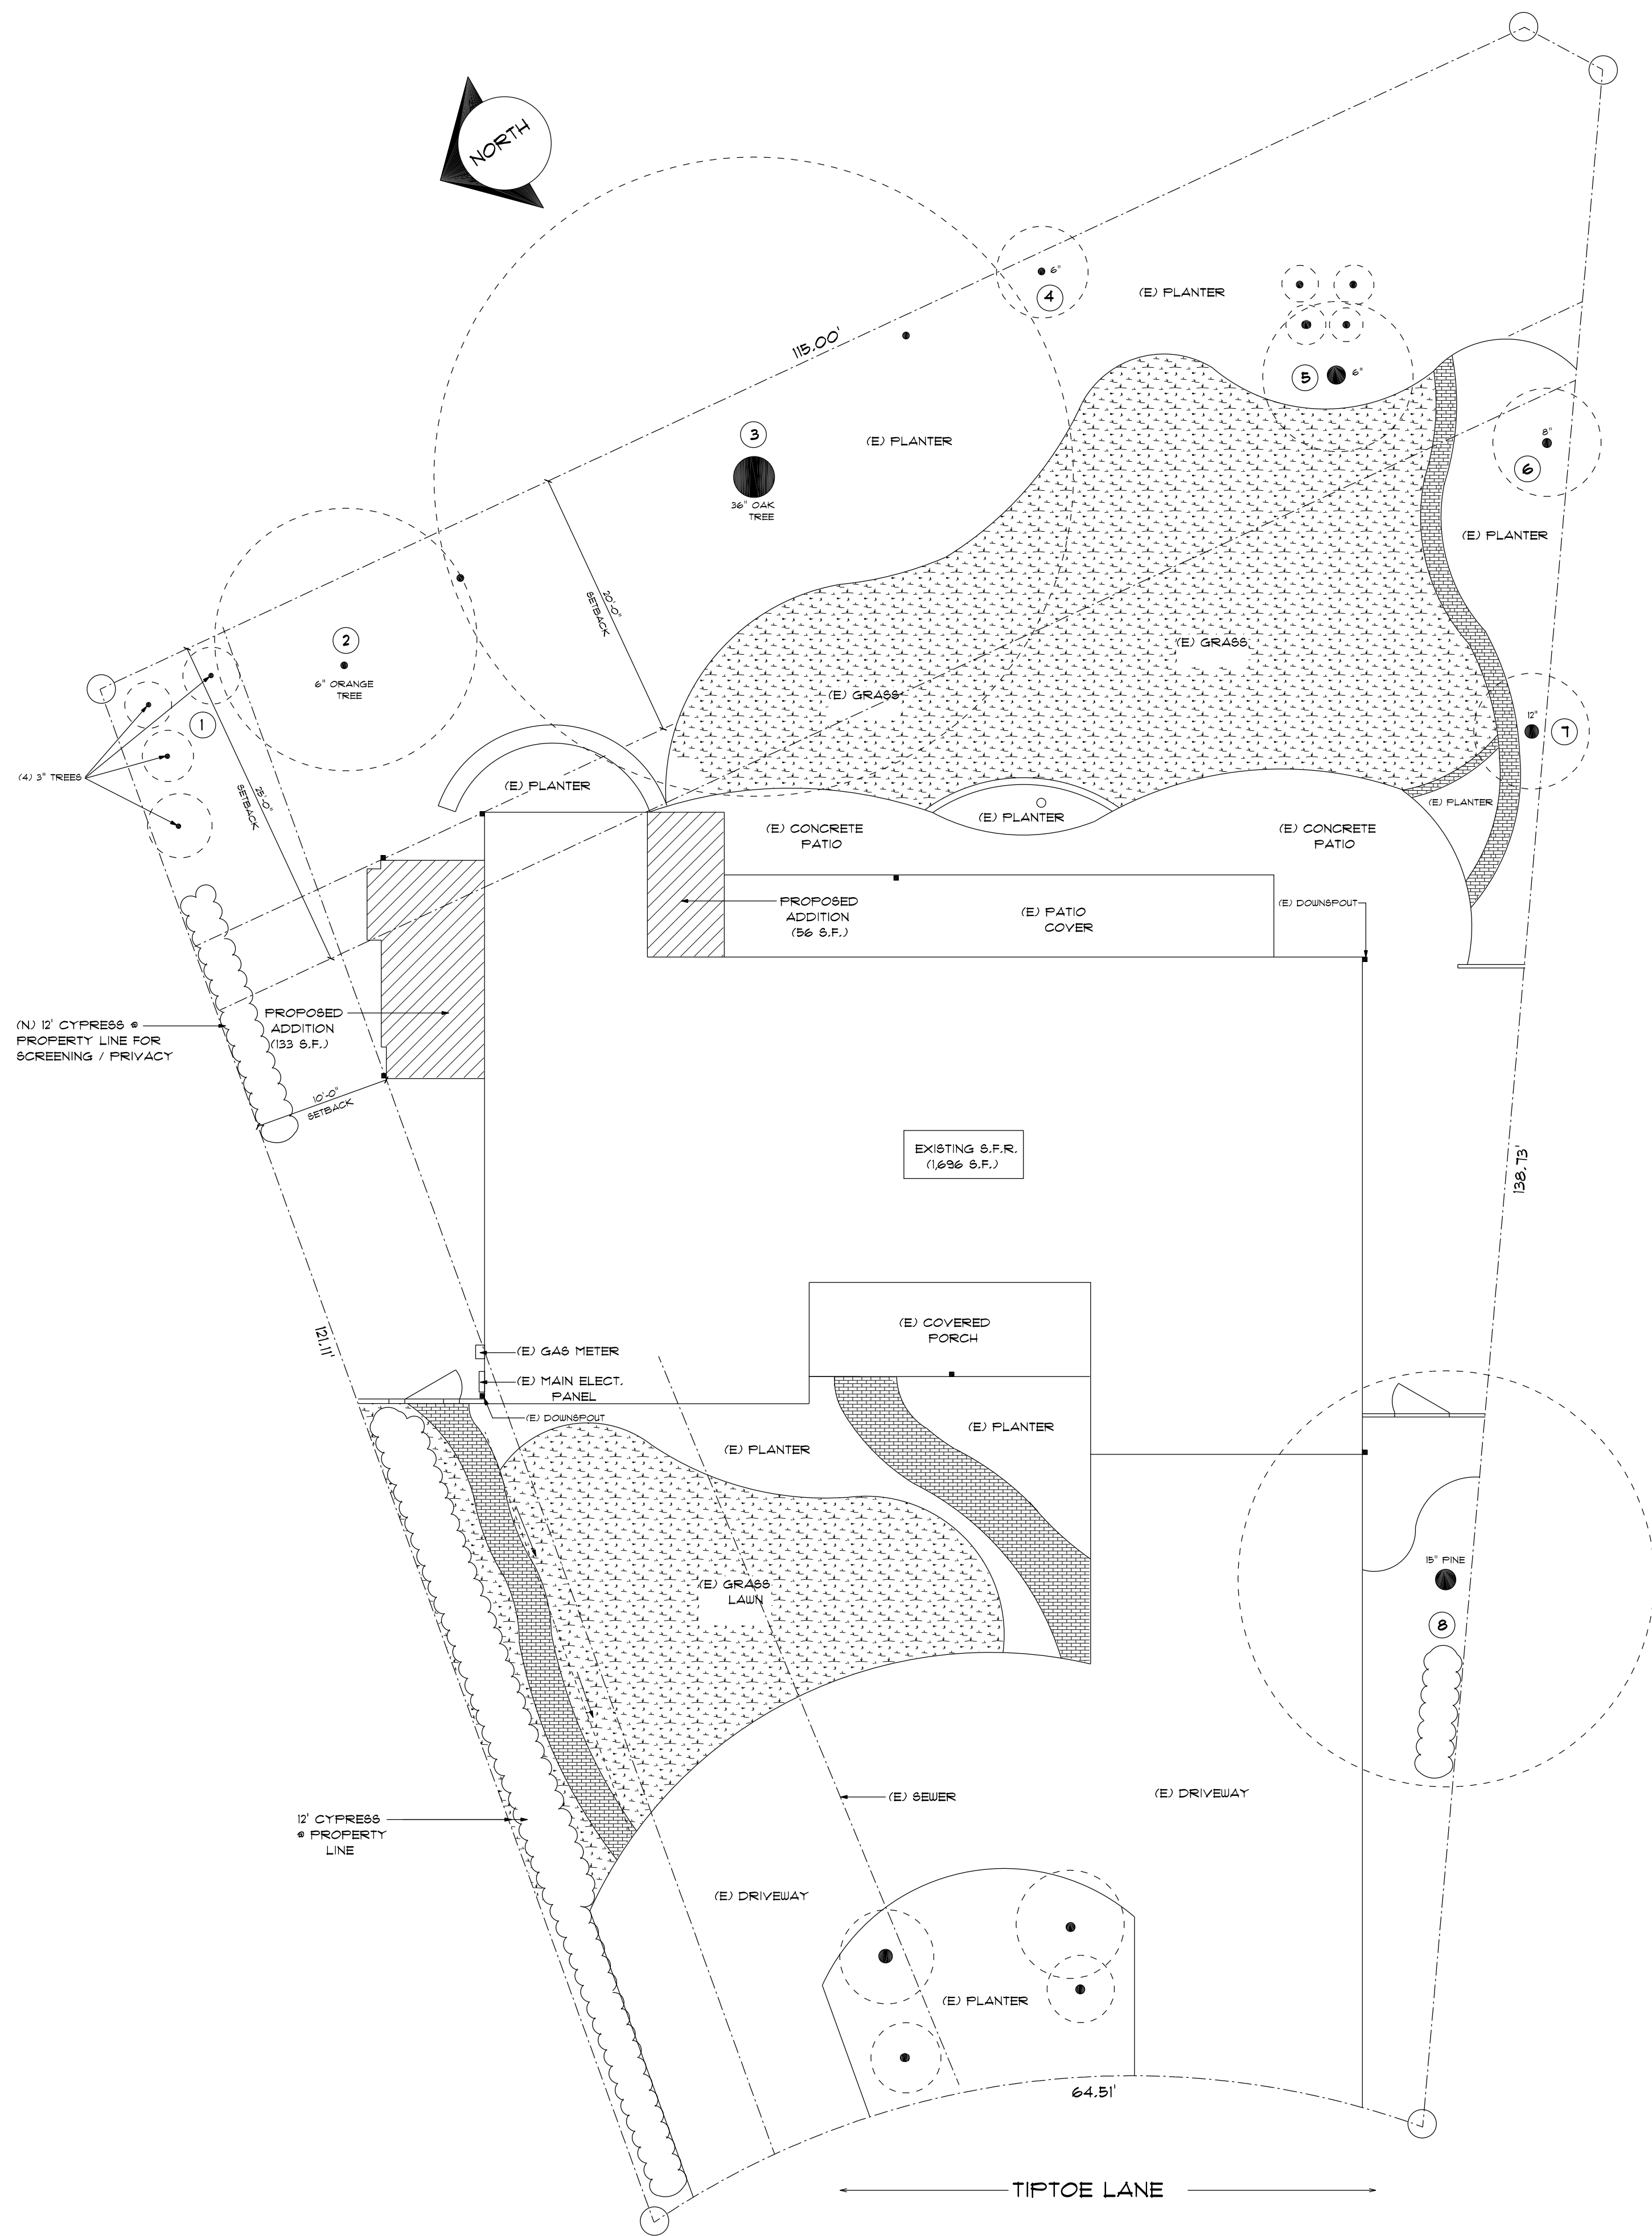 NORTH
6"
4
(E) PLANTER
115.00'
5
6"
3
(E) PLANTER
8"
6
36" OAK
TREE
(E) PLANTER
20'-0"
SETBACK
2
6" ORANGE
TREE
(E) GRASS
(E) GRASS
1
12"
7
(4) 3" TREES
25'-0"
SETBACK
(E) PLANTER
(E) PLANTER
(E) PLANTER
(E) CONCRETE
PATIO
(E) CONCRETE
PATIO
PROPOSED
ADDITION
(56 S.F.)
(E) PATIO
COVER
(E) DOWNSPOUT
(N) 12' CYPRESS @
PROPERTY LINE FOR
SCREENING / PRIVACY
PROPOSED
ADDITION
(133 S.F.)
10'-0"
SETBACK
EXISTING S.F.R.
(1,696 S.F.)
138.73'
121.11'
(E) COVERED
PORCH
(E) GAS METER
(E) MAIN ELECT.
PANEL
(E) DOWNSPOUT
(E) PLANTER
(E) PLANTER
(E) GRASS
LAWN
15" PINE
8
12' CYPRESS
@ PROPERTY
LINE
(E) SEWER
(E) DRIVEWAY
(E) DRIVEWAY
(E) PLANTER
64.51'
TIPTOE LANE